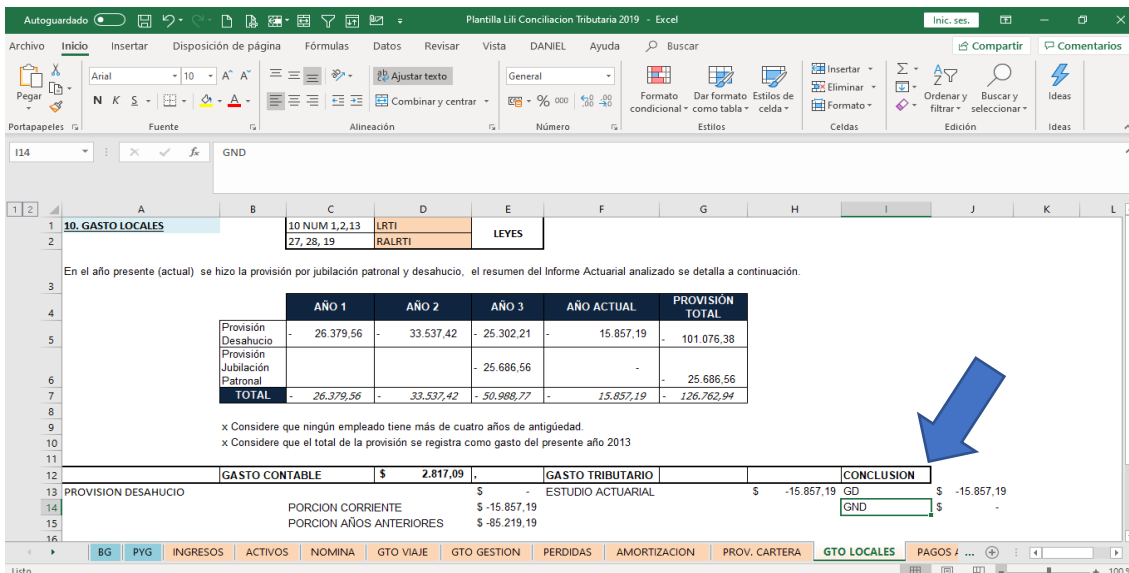 Autoguardado
Plantilla Lili Conciliacion Tributaria 2019 - Excel
Inic. ses.
Archivo Inicio Insertar Disposición de página Fórmulas Datos Revisar Vista DANIEL Ayuda Buscar Compartir Comentarios
Pegar
Arial 10 A^ A˅
N K S A
ab Ajustar texto
Combinar y centrar
General
% 000
Formato condicional
Dar formato como tabla
Estilos de celda
Insertar
Eliminar
Formato
Ordenar y filtrar
Buscar y seleccionar
Ideas
Portapapeles Fuente Alineación Número Estilos Celdas Edición Ideas
I14 fx GND
1 2 A B C D E F G H I J K L
1 10. GASTO LOCALES 10 NUM 1,2,13 LRTI LEYES
2 27, 28, 19 RALRTI
3 En el año presente (actual) se hizo la provisión por jubilación patronal y desahucio, el resumen del Informe Actuarial analizado se detalla a continuación.
4 AÑO 1 AÑO 2 AÑO 3 AÑO ACTUAL PROVISIÓN TOTAL
5 Provisión Desahucio - 26.379,56 - 33.537,42 - 25.302,21 - 15.857,19 - 101.076,38
6 Provisión Jubilación Patronal - 25.686,56 - - 25.686,56
7 TOTAL - 26.379,56 - 33.537,42 - 50.988,77 - 15.857,19 - 126.762,94
8
9 x Considere que ningún empleado tiene más de cuatro años de antigüedad.
10 x Considere que el total de la provisión se registra como gasto del presente año 2013
11
12 GASTO CONTABLE $ 2.817,09 , GASTO TRIBUTARIO CONCLUSION
13 PROVISION DESAHUCIO $ - ESTUDIO ACTUARIAL $ -15.857,19 GD $ -15.857,19
14 PORCION CORRIENTE $ -15.857,19 GND $ -
15 PORCION AÑOS ANTERIORES $ -85.219,19
16
BG PYG INGRESOS ACTIVOS NOMINA GTO VIAJE GTO GESTION PERDIDAS AMORTIZACION PROV. CARTERA GTO LOCALES PAGOS A ...
Listo 100 %